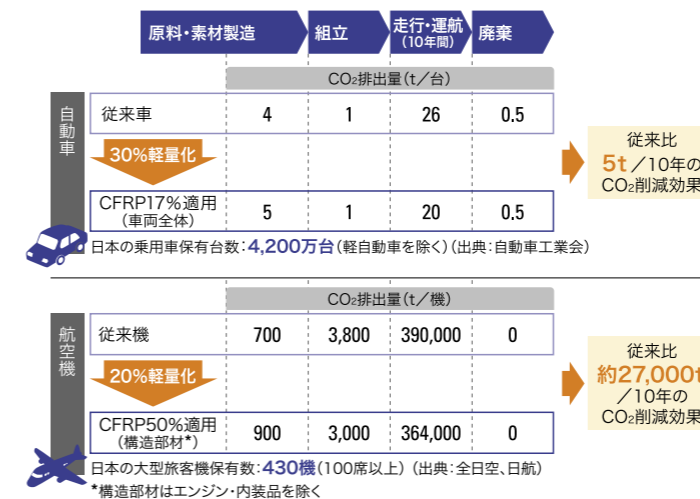 原料・素材製造 組立 走行・運航 廃棄
(10年間)
CO₂排出量(t/台)
自動車
従来車 4 1 26 0.5
30%軽量化
従来比
5t/10年の
CO₂削減効果
CFRP17%適用 5 1 20 0.5
(車両全体)
日本の乗用車保有台数:4,200万台(軽自動車を除く)(出典:自動車工業会)
CO₂排出量(t/機)
航空機
従来機 700 3,800 390,000 0
20%軽量化
従来比
約27,000t
/10年の
CO₂削減効果
CFRP50%適用 900 3,000 364,000 0
(構造部材*)
日本の大型旅客機保有数:430機(100席以上)(出典:全日空、日航)
*構造部材はエンジン・内装品を除く